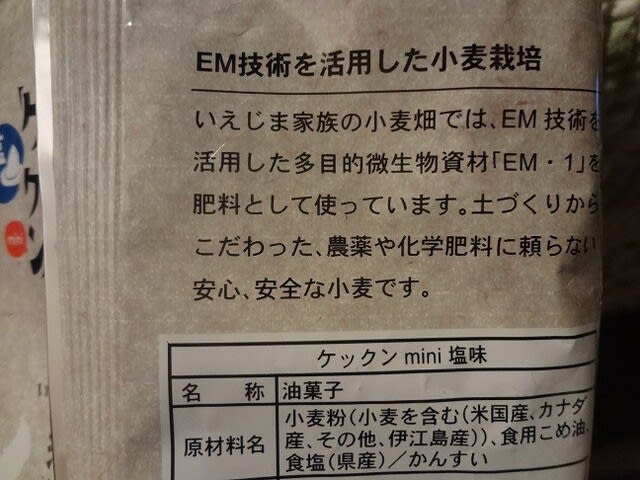 EM技術を活用した小麦栽培
いえじま家族の小麦畑では、EM 技術を
活用した多目的微生物資材「EM・1」を
肥料として使っています。土づくりから
こだわった、農薬や化学肥料に頼らない
安心、安全な小麦です。
ケックン mini 塩味
名 称 油菓子
原材料名 小麦粉(小麦を含む(米国産、カナダ
産、その他、伊江島産))、食用こめ油、
食塩(県産)/かんすい
ケックン
mini